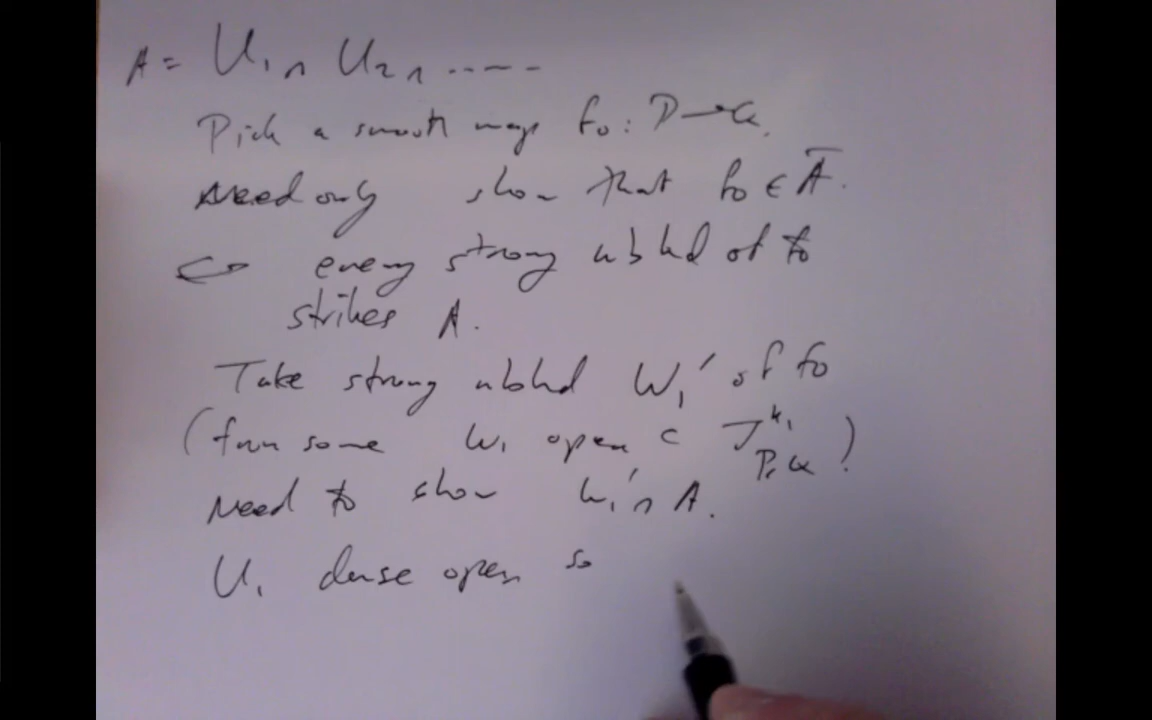 A = U₁ ∩ U₂ ∩ .....
Pick a smooth map f₀ : P → Q.
Need only show that f₀ ∈ A̅.
⇔ every strong nbhd of f₀
strikes A.
Take strong nbhd W₁′ of f₀
(from some W₁ open ⊂ J^{k₁}_{P,Q})
Need to show W₁′ ∩ A.
U₁ dense open so